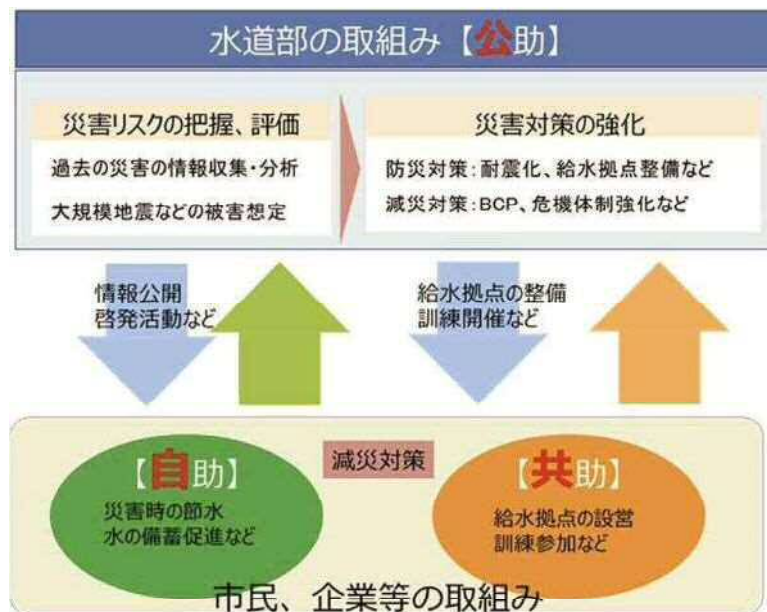 水道部の取組み【公助】
災害リスクの把握、評価
過去の災害の情報収集・分析
大規模地震などの被害想定
災害対策の強化
防災対策：耐震化、給水拠点整備など
減災対策：BCP、危機体制強化など
情報公開
啓発活動など
給水拠点の整備
訓練開催など
【自助】
災害時の節水
水の備蓄促進など
減災対策
【共助】
給水拠点の設営
訓練参加など
市民、企業等の取組み